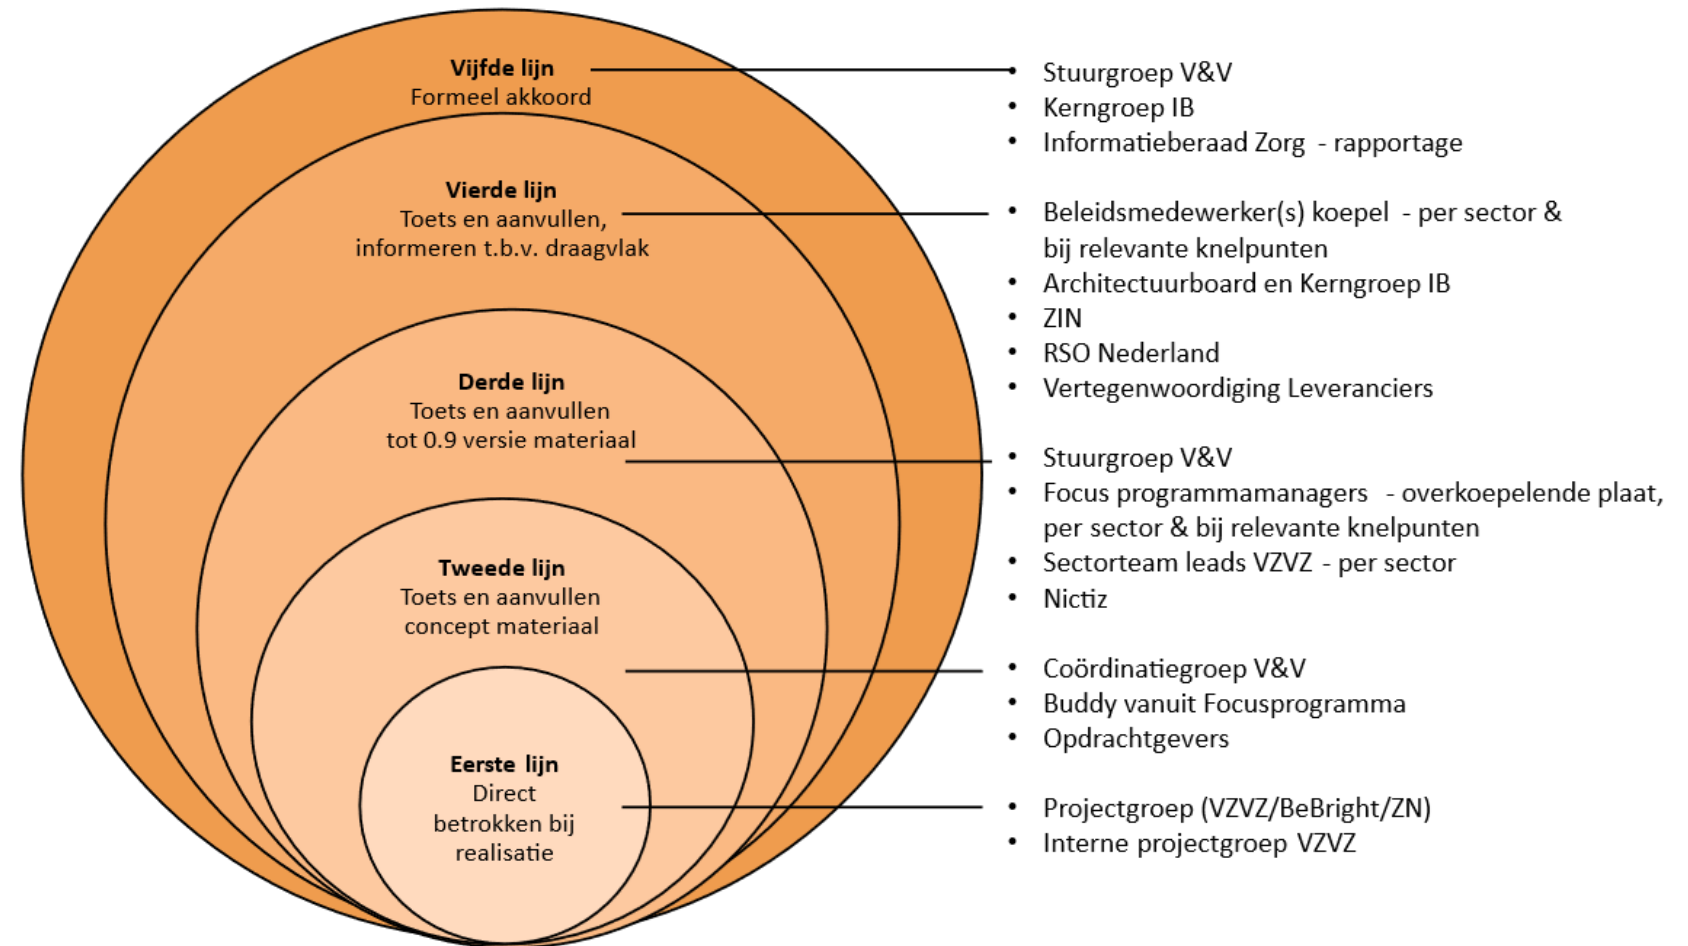 Vijfde lijn
Formeel akkoord
• Stuurgroep V&V
• Kerngroep IB
• Informatieberaad Zorg - rapportage
Vierde lijn
Toets en aanvullen,
informeren t.b.v. draagvlak
• Beleidsmedewerker(s) koepel - per sector &
bij relevante knelpunten
• Architectuurboard en Kerngroep IB
• ZIN
• RSO Nederland
• Vertegenwoordiging Leveranciers
Derde lijn
Toets en aanvullen
tot 0.9 versie materiaal
• Stuurgroep V&V
• Focus programmamanagers - overkoepelende plaat,
per sector & bij relevante knelpunten
• Sectorteam leads VZVZ - per sector
• Nictiz
Tweede lijn
Toets en aanvullen
concept materiaal
• Coördinatiegroep V&V
• Buddy vanuit Focusprogramma
• Opdrachtgevers
Eerste lijn
Direct
betrokken bij
realisatie
• Projectgroep (VZVZ/BeBright/ZN)
• Interne projectgroep VZVZ